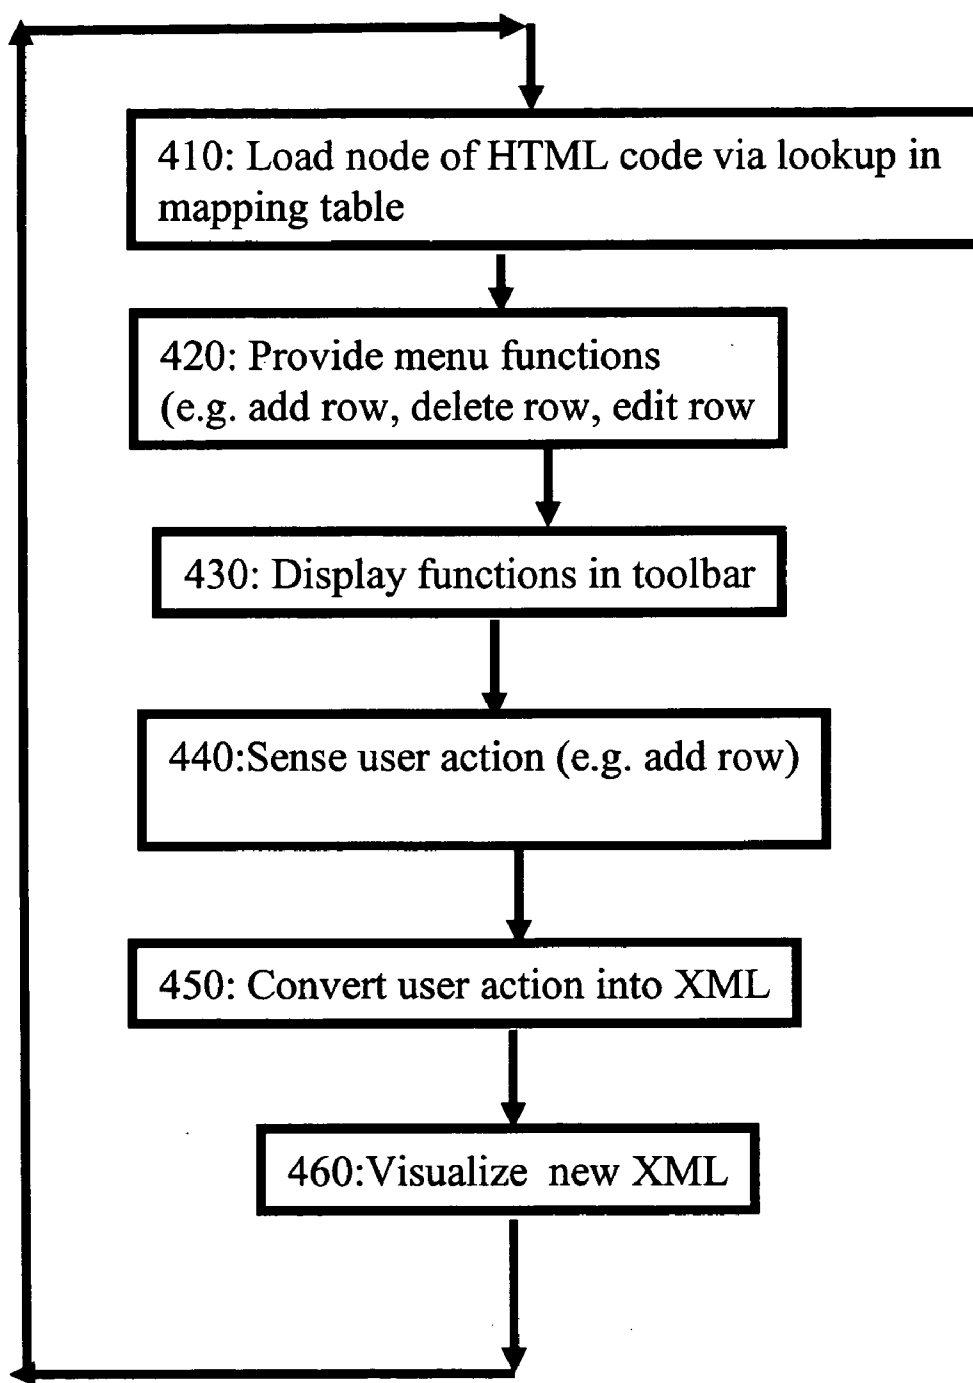 410: Load node of HTML code via lookup in
mapping table
420: Provide menu functions
(e.g. add row, delete row, edit row
430: Display functions in toolbar
440:Sense user action (e.g. add row)
450: Convert user action into XML
460:Visualize new XML